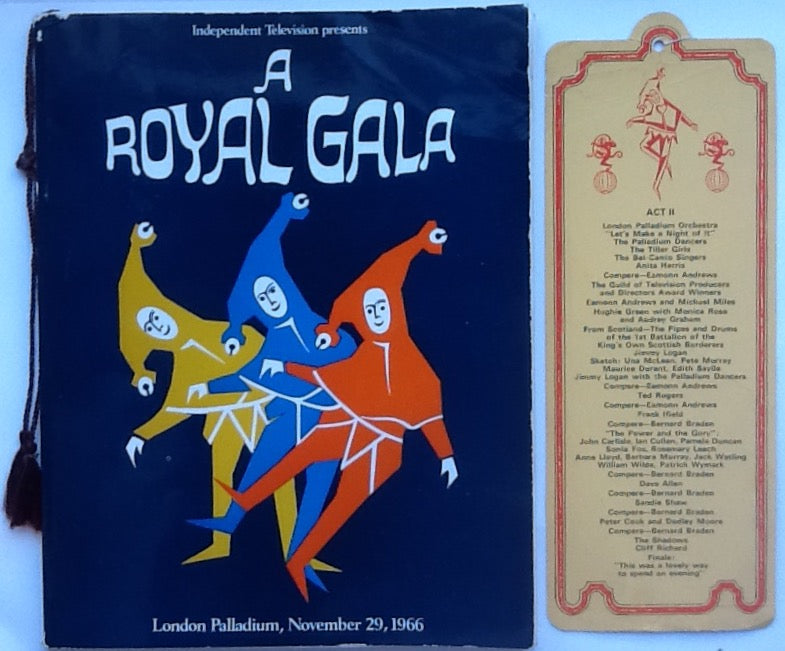 Independent Television presents
A
ROYAL GALA
London Palladium, November 29, 1966
ACT II
London Palladium Orchestra
"Let's Make a Night of It"
The Palladium Dancers
The Tiller Girls
The Bel Canto Singers
Anita Harris
Compere—Eamonn Andrews
The Guild of Television Producers
and Directors Award Winners
Eamonn Andrews and Michael Miles
Hughie Green with Monica Rose
and Audrey Graham
From Scotland—The Pipes and Drums
of the 1st Battalion of the
King's Own Scottish Borderers
Jimmy Logan
Sketch: Una McLean, Pete Murray
Maurice Durant, Edith Saville
Jimmy Logan with the Palladium Dancers
Compere—Eamonn Andrews
Ted Rogers
Compere—Eamonn Andrews
Frank Ifield
Compere—Bernard Braden
"The Power and the Glory":
John Carlisle, Ian Cullen, Pamela Duncan
Sonia Fox, Rosemary Leach
Anne Lloyd, Barbara Murray, Jack Watling
William Wilde, Patrick Wymark
Compere—Bernard Braden
Dave Allen
Compere—Bernard Braden
Sandie Shaw
Compere—Bernard Braden
Peter Cook and Dudley Moore
Compere—Bernard Braden
The Shadows
Cliff Richard
Finale:
"This was a lovely way
to spend an evening"